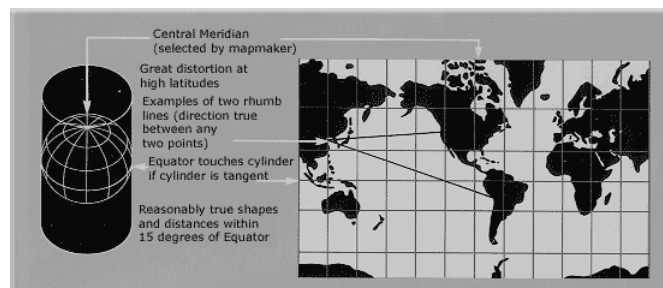 Central Meridian
(selected by mapmaker)
Great distortion at
high latitudes
Examples of two rhumb
lines (direction true
between any
two points)
Equator touches cylinder
if cylinder is tangent
Reasonably true shapes
and distances within
15 degrees of Equator